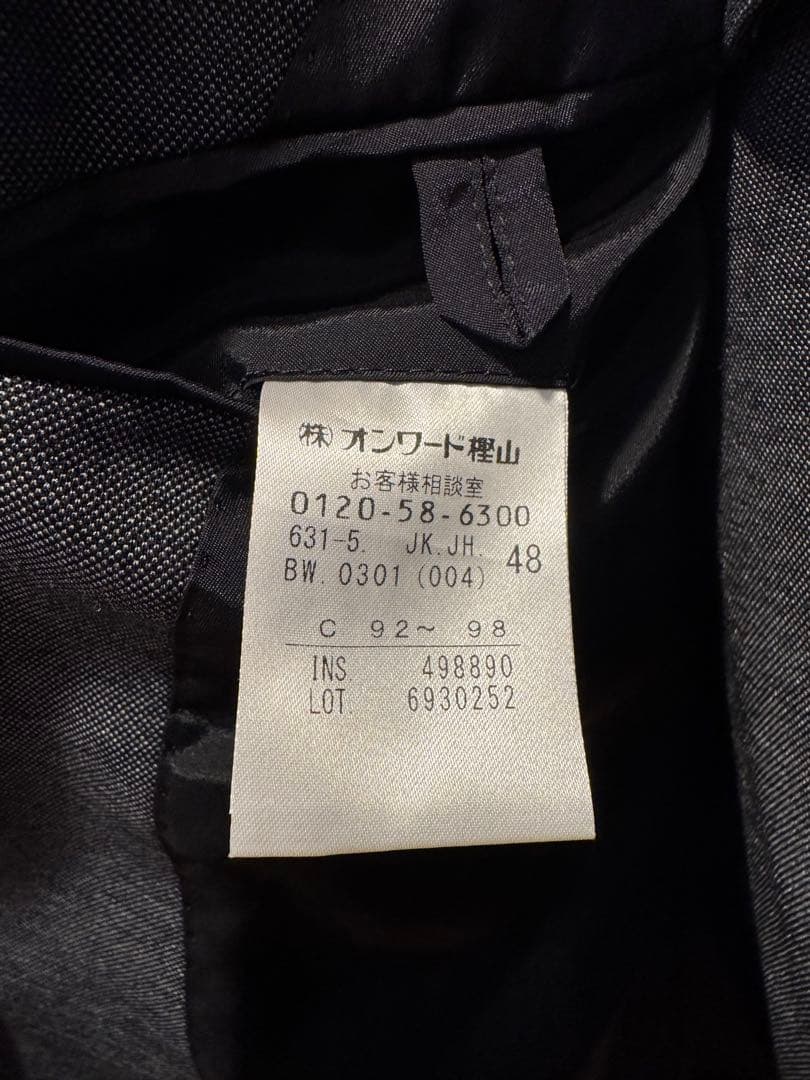 ㈱オンワード樫山
お客様相談室
0120-58-6300
631-5. JK.JH. 48
BW. 0301 (004)
C 92～ 98
INS. 498890
LOT. 6930252